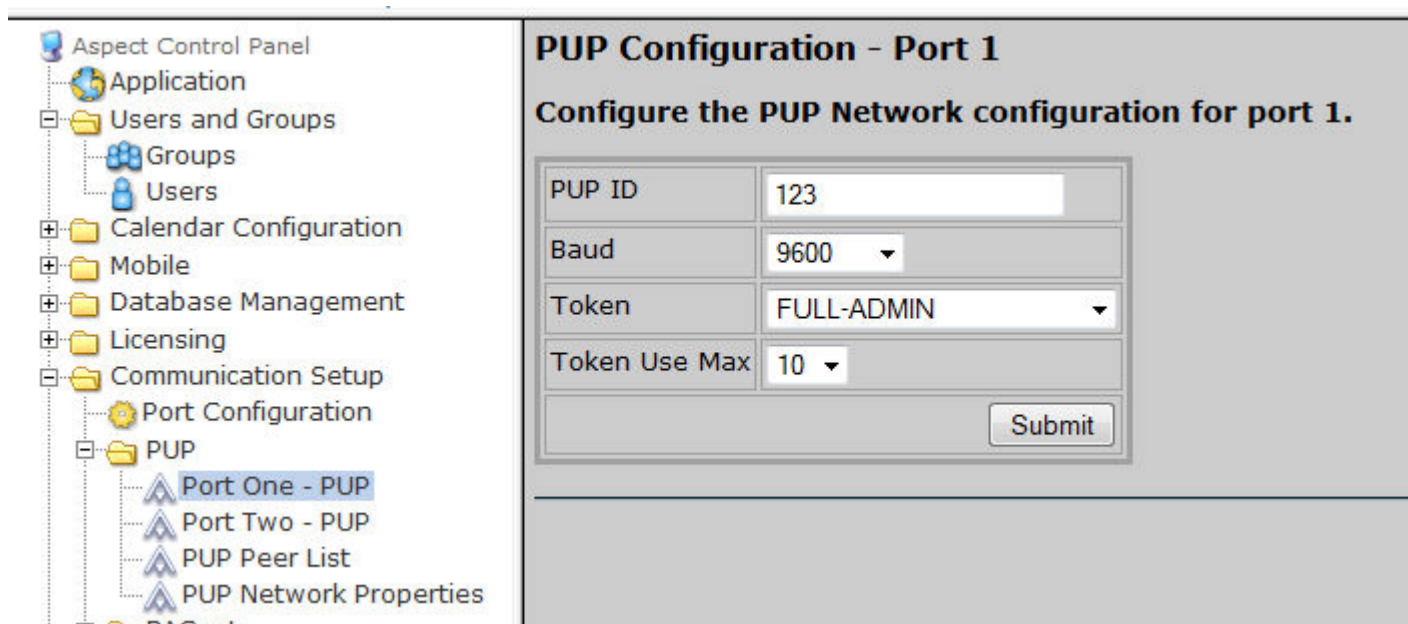 Aspect Control Panel
Application
Users and Groups
Groups
Users
Calendar Configuration
Mobile
Database Management
Licensing
Communication Setup
Port Configuration
PUP
Port One - PUP
Port Two - PUP
PUP Peer List
PUP Network Properties
PUP Configuration - Port 1
Configure the PUP Network configuration for port 1.
PUP ID 123
Baud 9600
Token FULL-ADMIN
Token Use Max 10
Submit